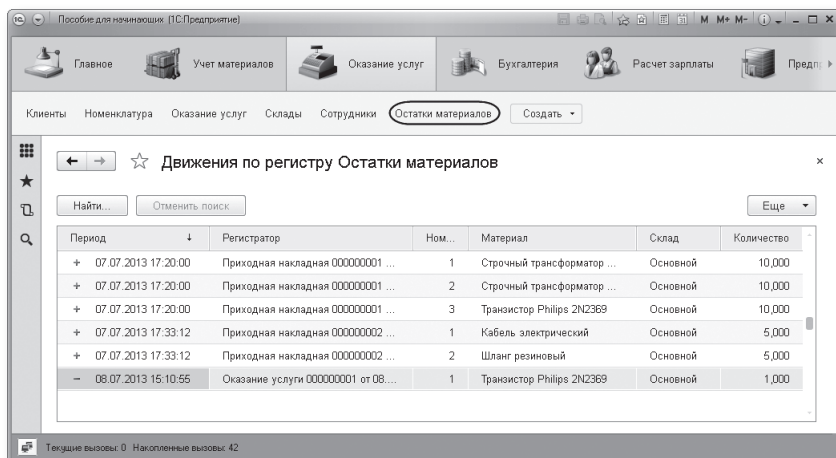 Пособие для начинающих (1С:Предприятие)
M M+ M-
Главное Учет материалов Оказание услуг Бухгалтерия Расчет зарплаты Предп
Клиенты Номенклатура Оказание услуг Склады Сотрудники Остатки материалов Создать
Движения по регистру Остатки материалов
Найти... Отменить поиск Еще
Период Регистратор Ном... Материал Склад Количество
+ 07.07.2013 17:20:00 Приходная накладная 000000001 ... 1 Строчный трансформатор ... Основной 10,000
+ 07.07.2013 17:20:00 Приходная накладная 000000001 ... 2 Строчный трансформатор ... Основной 10,000
+ 07.07.2013 17:20:00 Приходная накладная 000000001 ... 3 Транзистор Philips 2N2369 Основной 10,000
+ 07.07.2013 17:33:12 Приходная накладная 000000002 ... 1 Кабель электрический Основной 5,000
+ 07.07.2013 17:33:12 Приходная накладная 000000002 ... 2 Шланг резиновый Основной 5,000
− 08.07.2013 15:10:55 Оказание услуги 000000001 от 08.... 1 Транзистор Philips 2N2369 Основной 1,000
Текущие вызовы: 0 Накопленные вызовы: 42